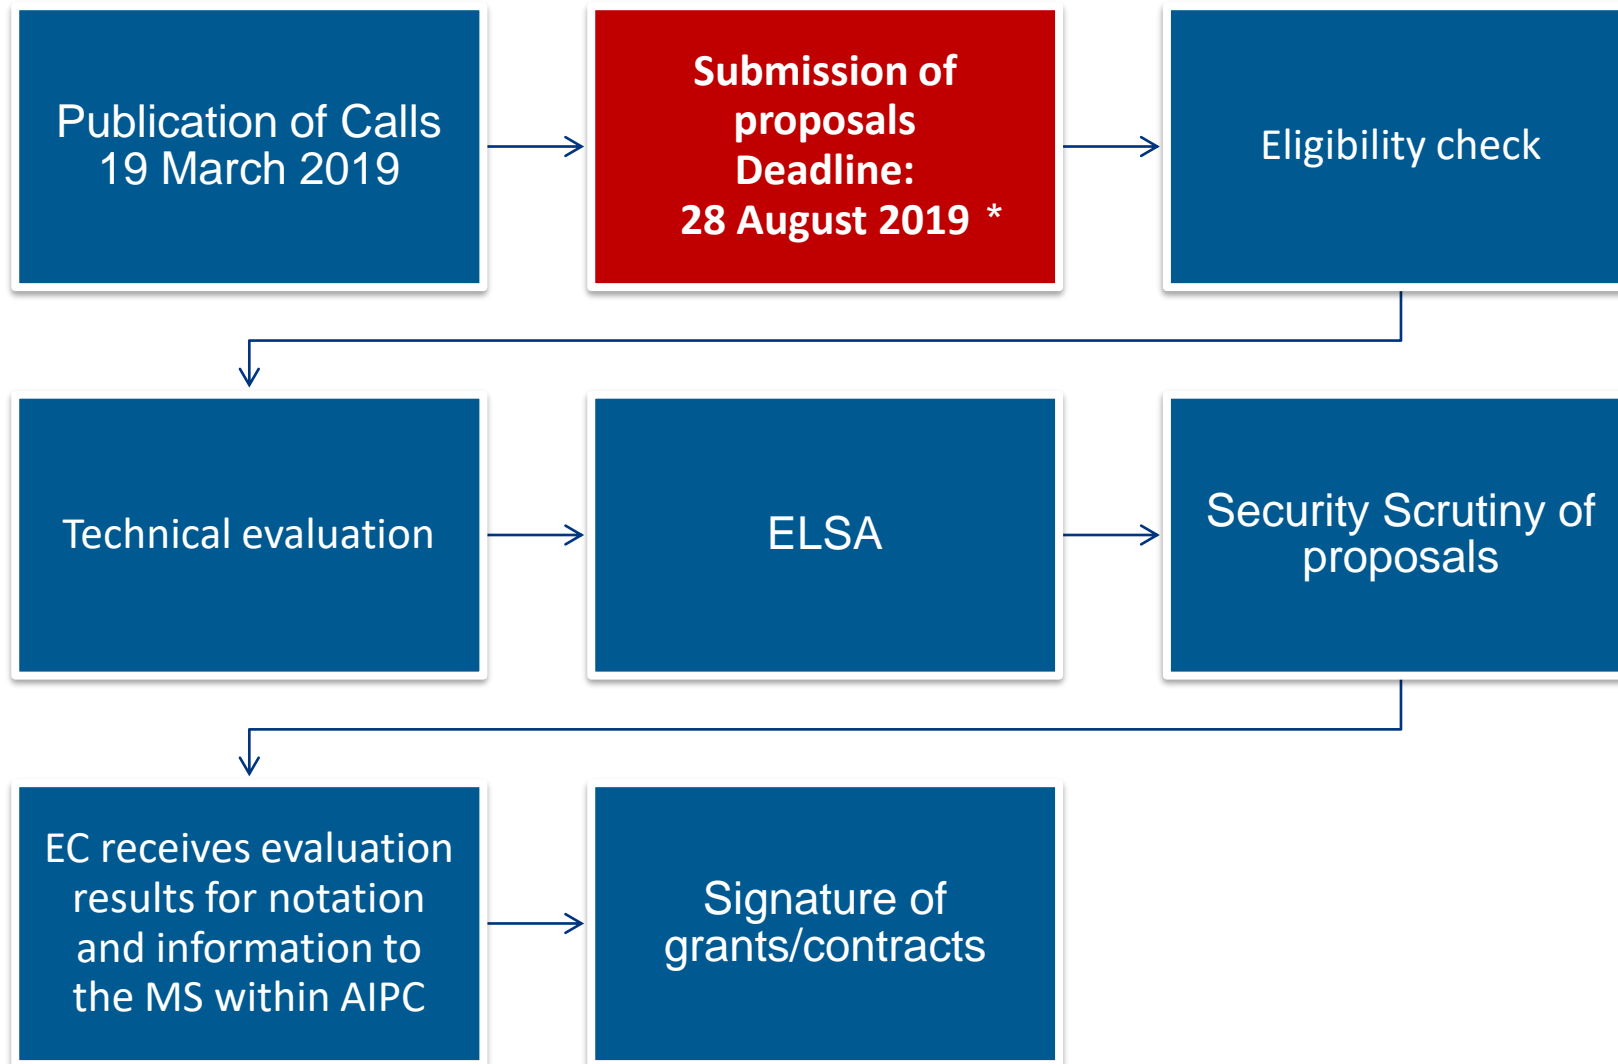 Publication of Calls
19 March 2019
Submission of
proposals
Deadline:
28 August 2019 *
Eligibility check
Technical evaluation
ELSA
Security Scrutiny of
proposals
EC receives evaluation
results for notation
and information to
the MS within AIPC
Signature of
grants/contracts